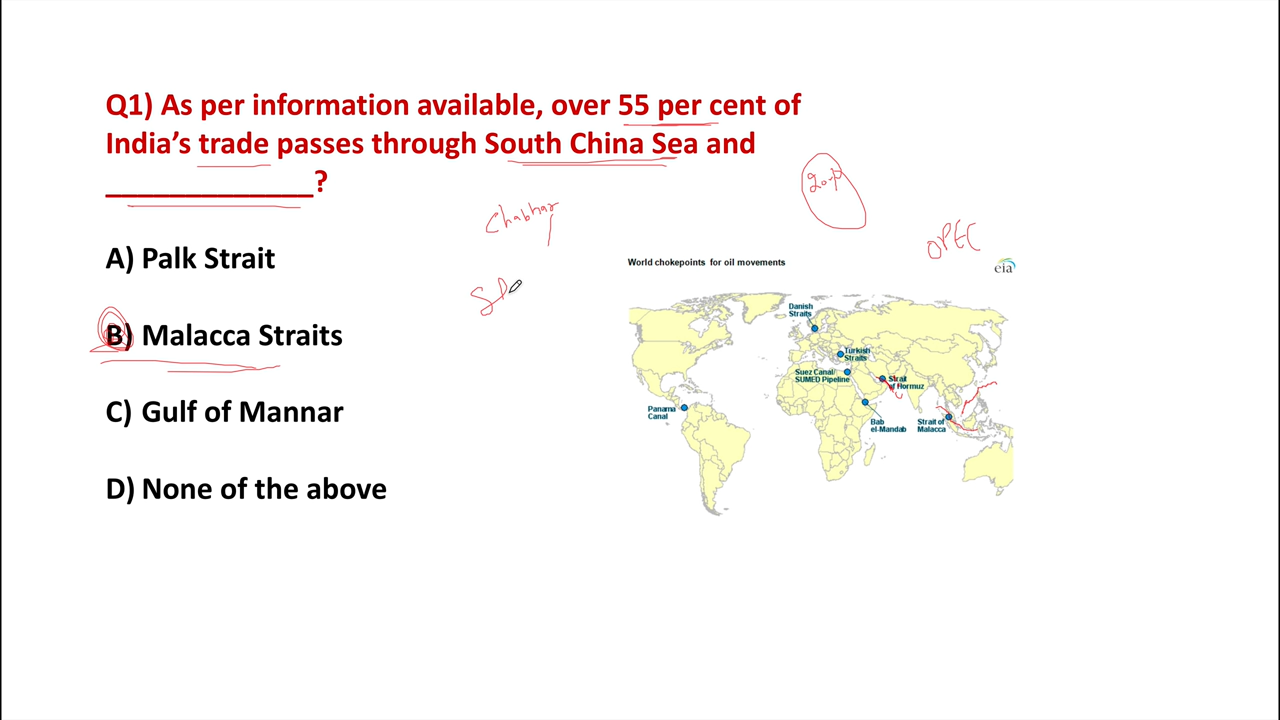 Q1) As per information available, over 55 per cent of
India's trade passes through South China Sea and
_____________?
Chabhar
OPEC
A) Palk Strait
B) Malacca Straits
C) Gulf of Mannar
D) None of the above
World chokepoints for oil movements
eia
Danish
Straits
Turkish
Straits
Suez Canal/
SUMED Pipeline
Strait
of Hormuz
Panama
Canal
Bab
el-Mandab
Strait of
Malacca